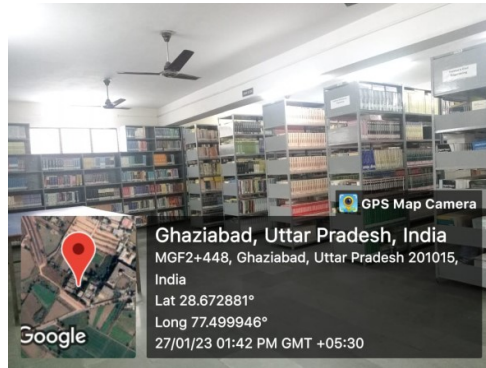 GPS Map Camera
Ghaziabad, Uttar Pradesh, India
MGF2+448, Ghaziabad, Uttar Pradesh 201015,
India
Lat 28.672881°
Long 77.499946°
27/01/23 01:42 PM GMT +05:30
Google